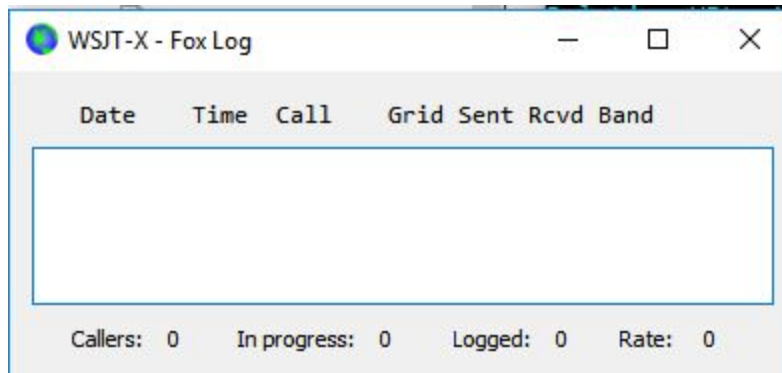 WSJT-X - Fox Log
Date Time Call Grid Sent Rcvd Band
Callers: 0 In progress: 0 Logged: 0 Rate: 0